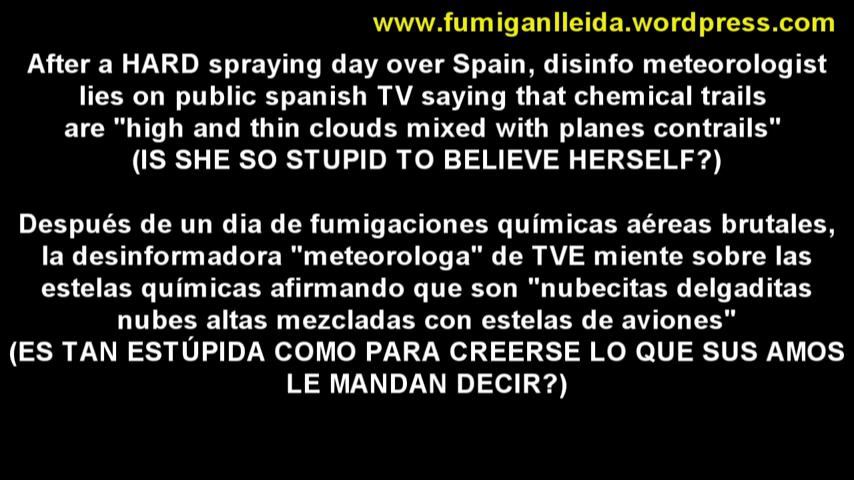 www.fumiganlleida.wordpress.com
After a HARD spraying day over Spain, disinfo meteorologist
lies on public spanish TV saying that chemical trails
are "high and thin clouds mixed with planes contrails"
(IS SHE SO STUPID TO BELIEVE HERSELF?)
Después de un dia de fumigaciones químicas aéreas brutales,
la desinformadora "meteorologa" de TVE miente sobre las
estelas químicas afirmando que son "nubecitas delgaditas
nubes altas mezcladas con estelas de aviones"
(ES TAN ESTÚPIDA COMO PARA CREERSE LO QUE SUS AMOS
LE MANDAN DECIR?)